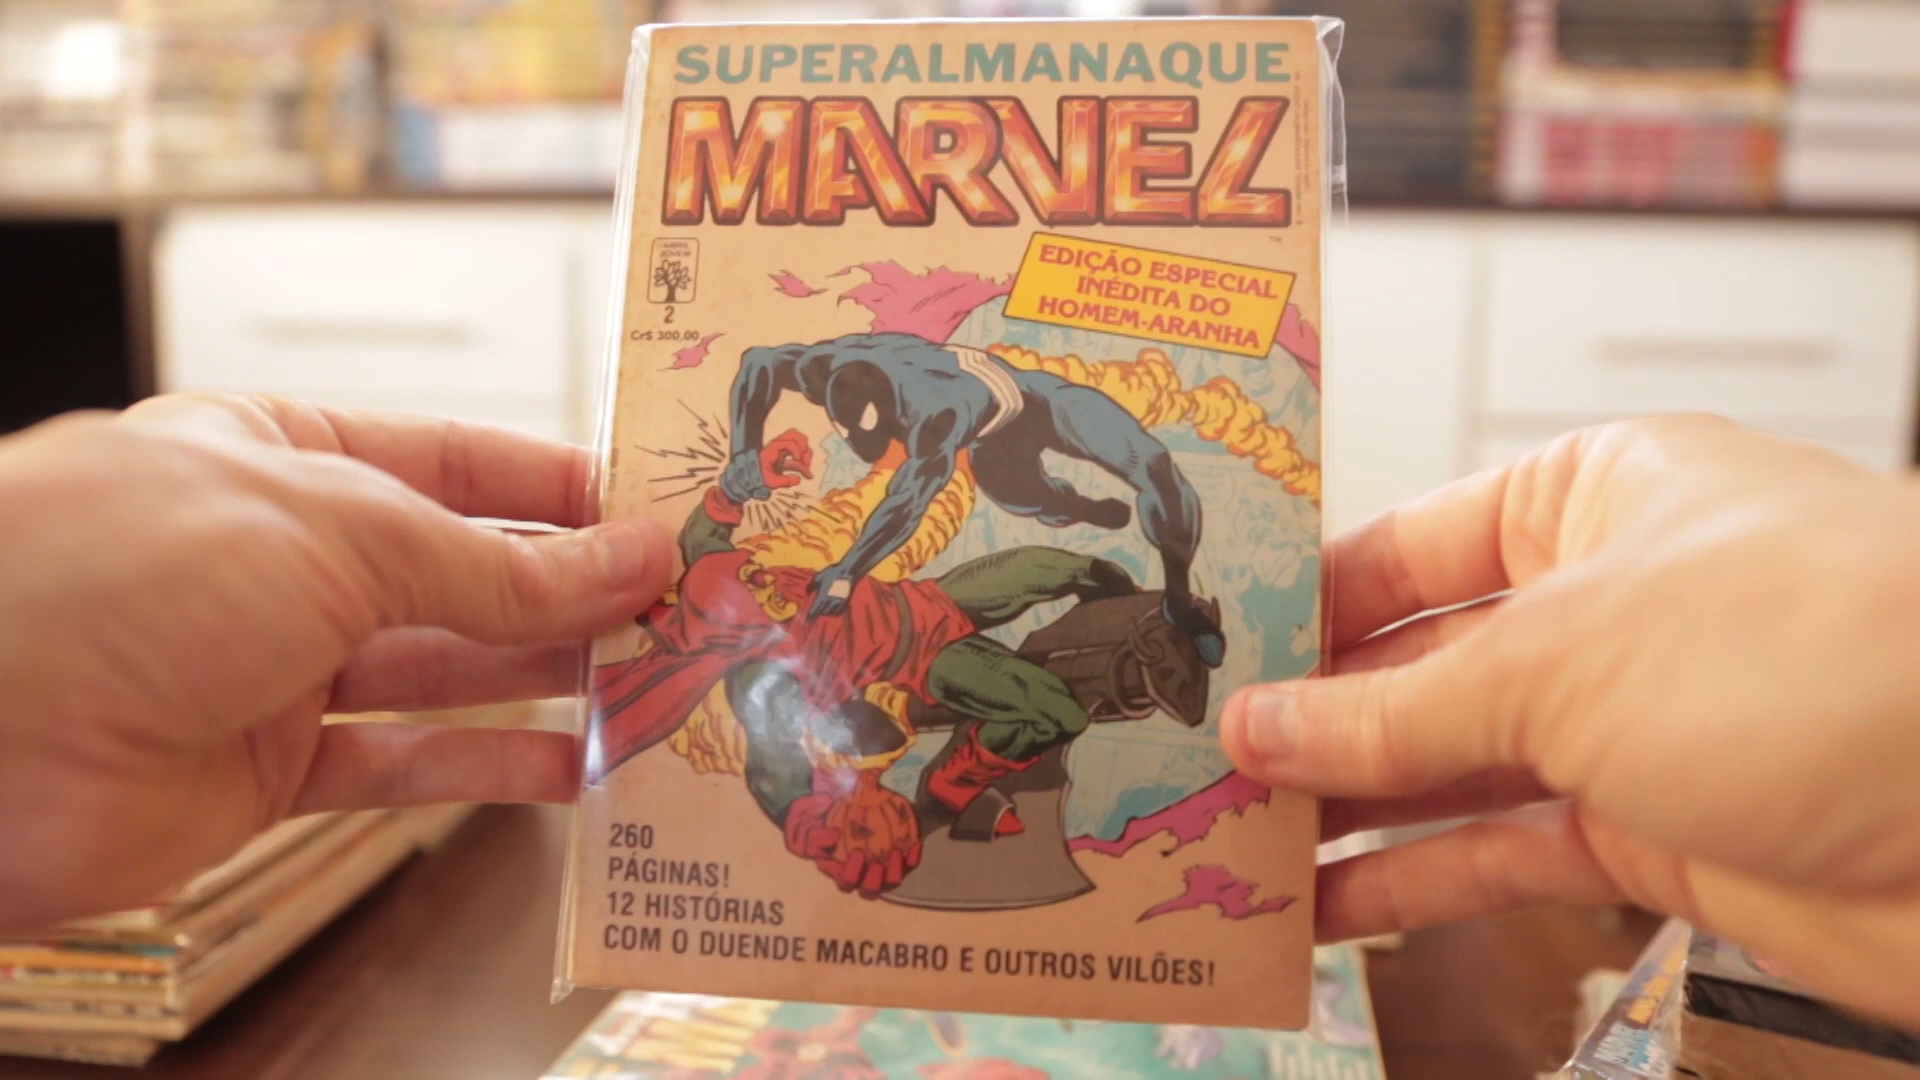 SUPERALMANAQUE
MARVEL
ABRIL
JOVEM
2
Cr$ 300,00
EDIÇÃO ESPECIAL
INÉDITA DO
HOMEM-ARANHA
260
PÁGINAS!
12 HISTÓRIAS
COM O DUENDE MACABRO E OUTROS VILÕES!